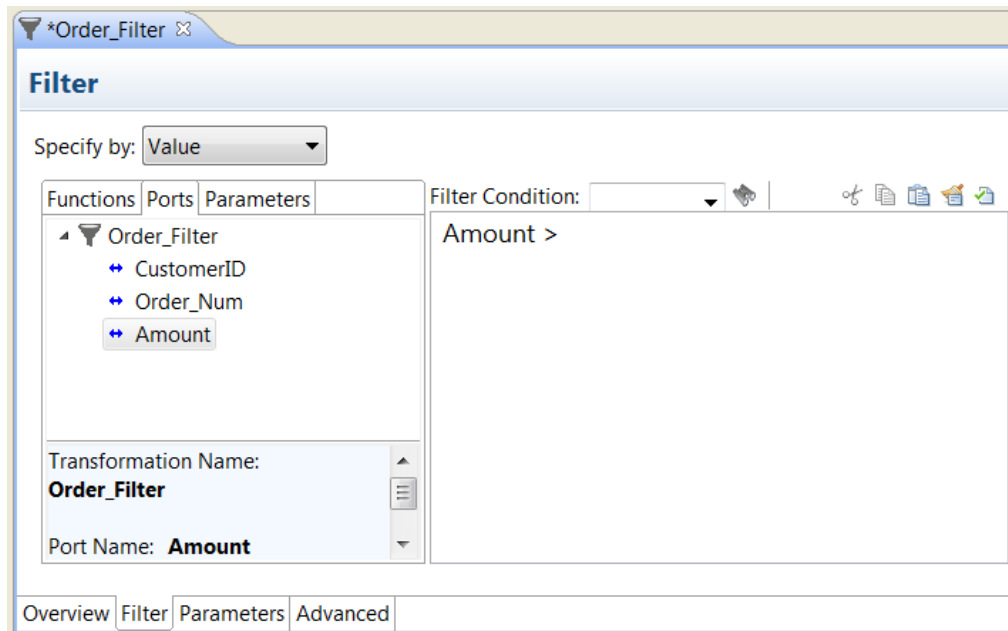 *Order_Filter
Filter
Specify by: Value
Functions Ports Parameters
Filter Condition:
Order_Filter
CustomerID
Order_Num
Amount
Amount >
Transformation Name:
Order_Filter
Port Name: Amount
Overview Filter Parameters Advanced